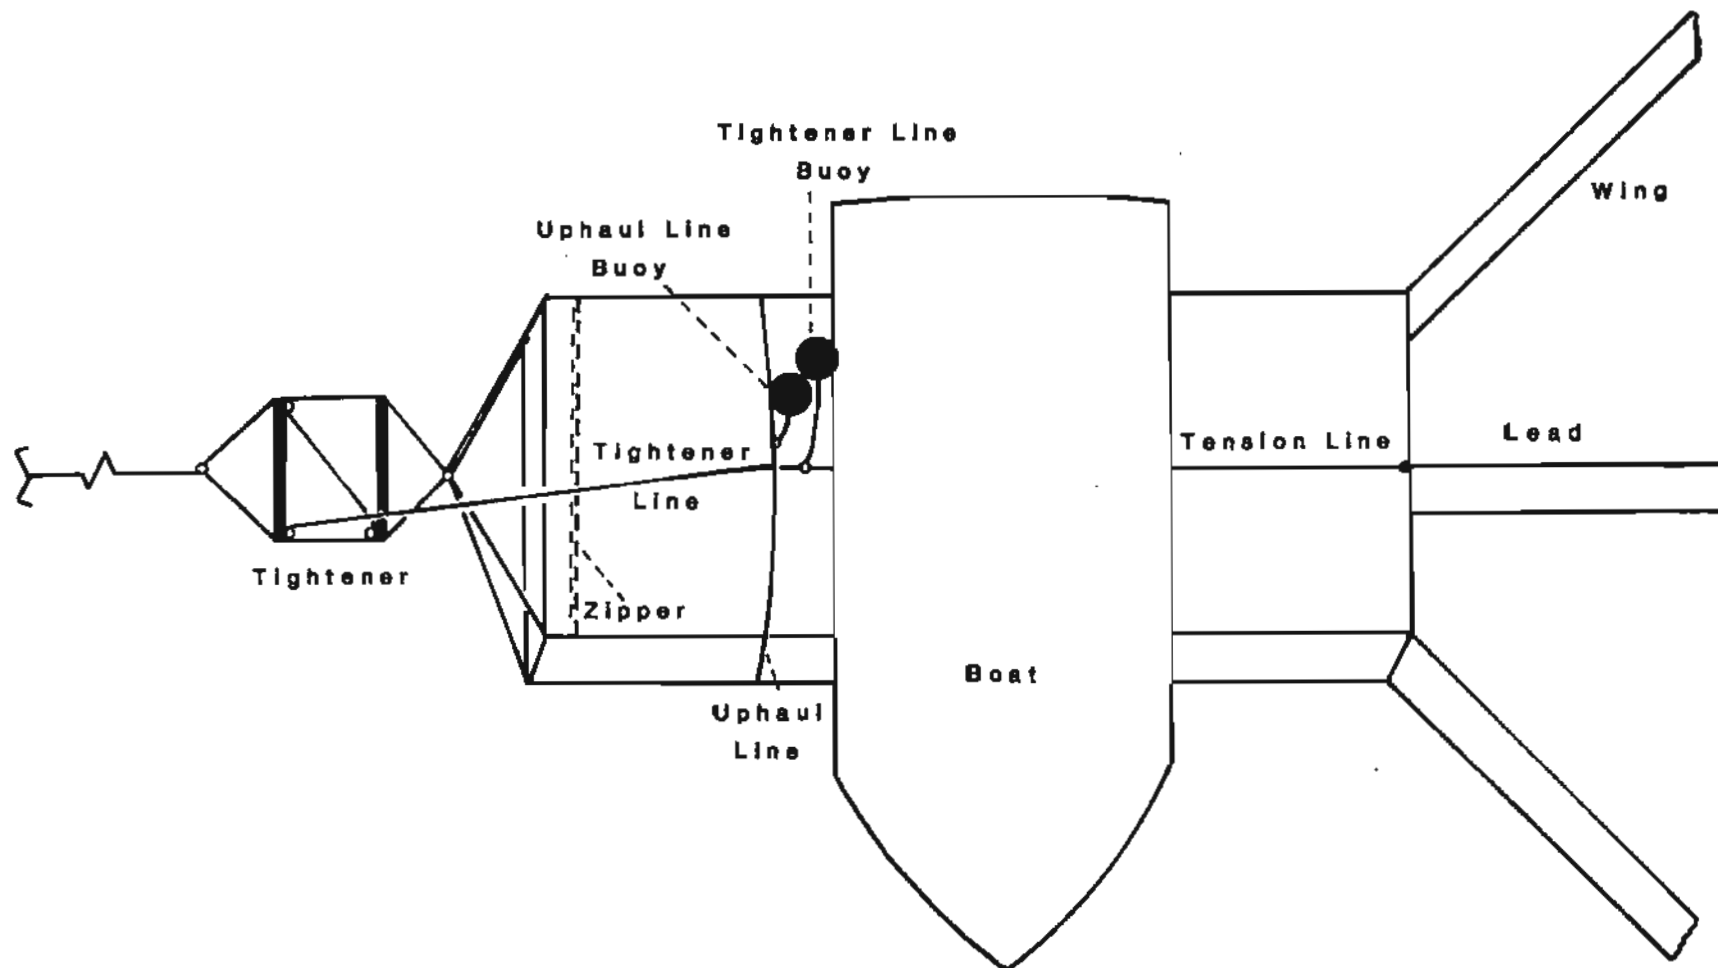 Tightener Line
Buoy
Wing
Uphaul Line
Buoy
Tightener
Line
Tension Line
Lead
Tightener
Zipper
Boat
Uphaul
Line